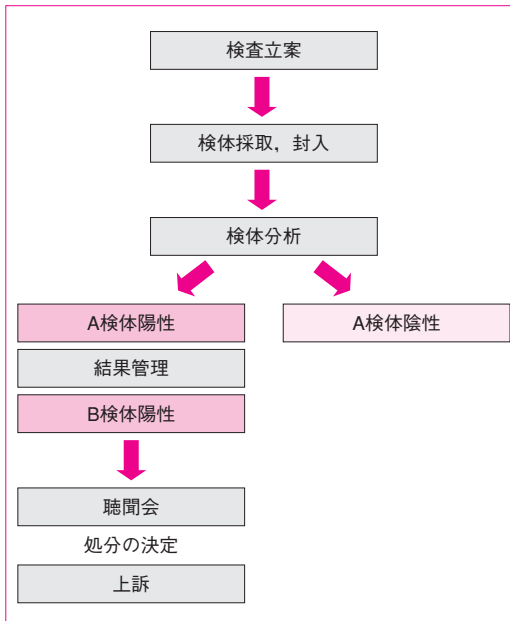 検査立案
検体採取，封入
検体分析
A検体陽性
A検体陰性
結果管理
B検体陽性
聴聞会
処分の決定
上訴